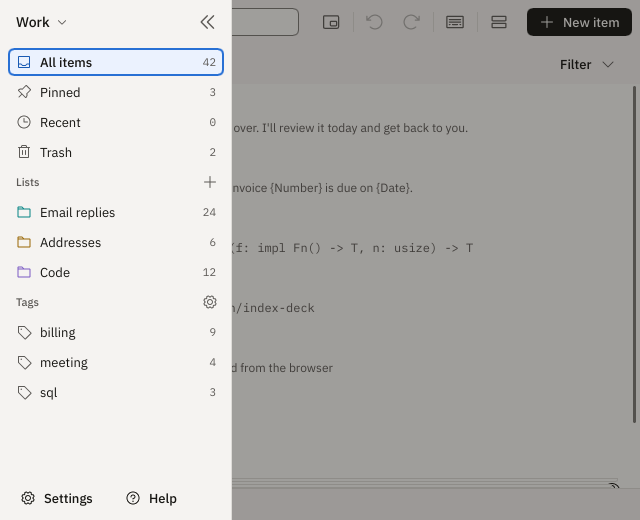 Work
New item
All items 42
Filter
Pinned 3
Recent 0
over. I'll review it today and get back to you.
Trash 2
Lists
nvoice {Number} is due on {Date}.
Email replies 24
Addresses 6
(f: impl Fn() -> T, n: usize) -> T
Code 12
Tags
/index-deck
billing 9
meeting 4
d from the browser
sql 3
Settings
Help